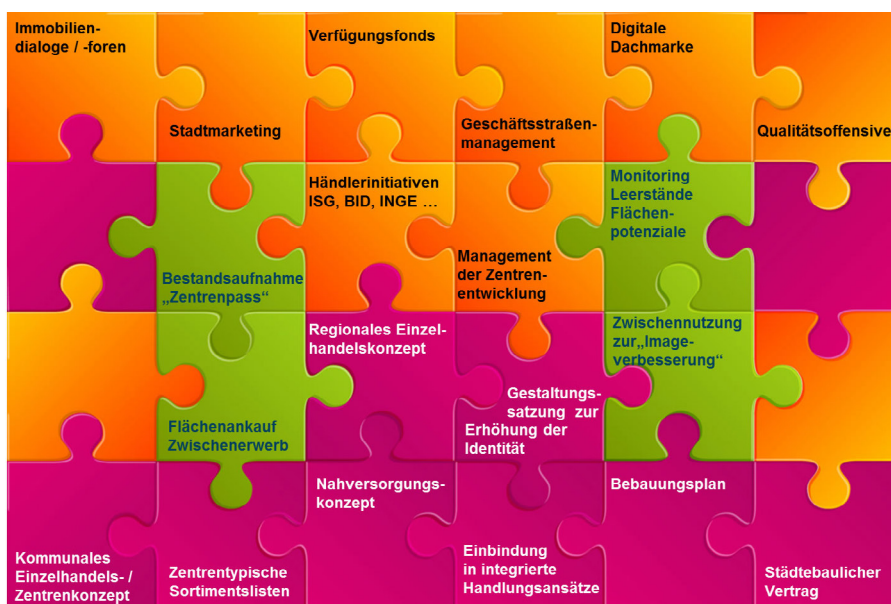 Immobilien-
dialoge / -foren
Verfügungsfonds
Digitale
Dachmarke
Stadtmarketing
Geschäftsstraßen-
management
Qualitätsoffensive
Händlerinitiativen
ISG, BID, INGE ...
Monitoring
Leerstände
Flächen-
potenziale
Bestandsaufnahme
„Zentrenpass“
Management
der Zentren-
entwicklung
Regionales Einzel-
handelskonzept
Zwischennutzung
zur„Image-
verbesserung“
Flächenankauf
Zwischenerwerb
Gestaltungs-
satzung zur
Erhöhung der
Identität
Nahversorgungs-
konzept
Bebauungsplan
Kommunales
Einzelhandels- /
Zentrenkonzept
Zentrentypische
Sortimentslisten
Einbindung
in integrierte
Handlungsansätze
Städtebaulicher
Vertrag